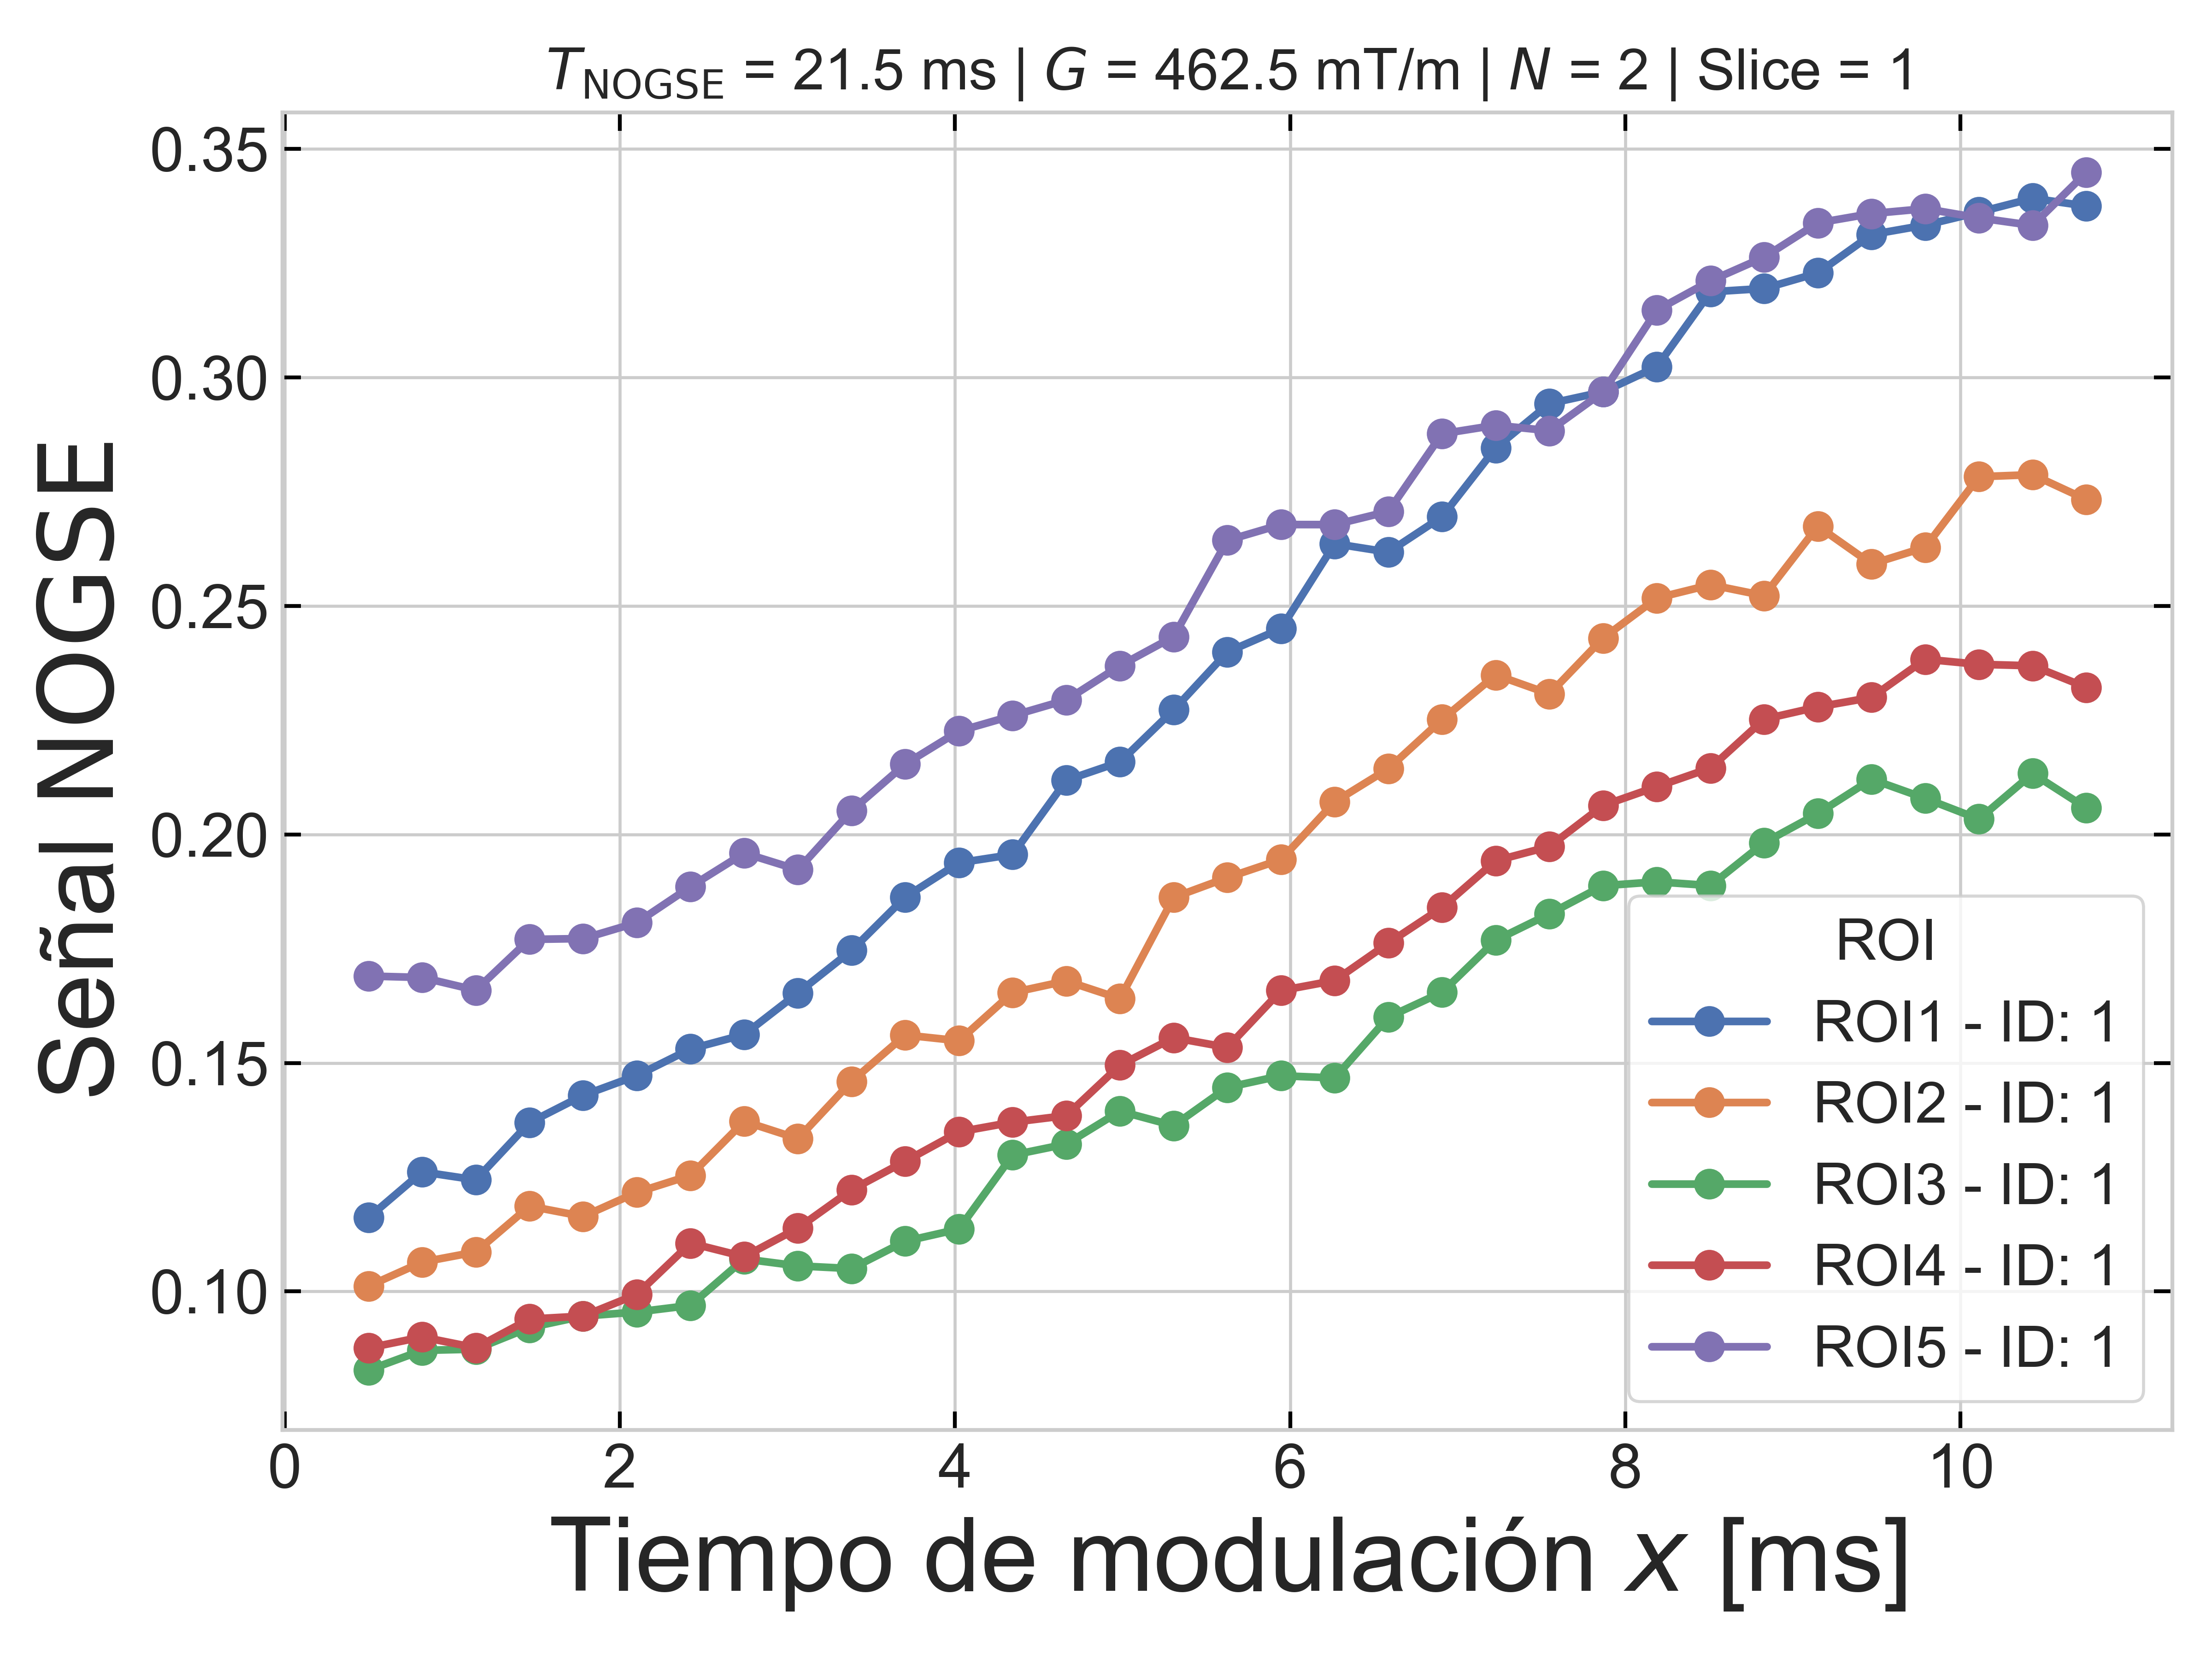 T_NOGSE = 21.5 ms | G = 462.5 mT/m | N = 2 | Slice = 1
Señal NOGSE
0.35
0.30
0.25
0.20
0.15
0.10
ROI
ROI1 - ID: 1
ROI2 - ID: 1
ROI3 - ID: 1
ROI4 - ID: 1
ROI5 - ID: 1
0 2 4 6 8 10
Tiempo de modulación x [ms]